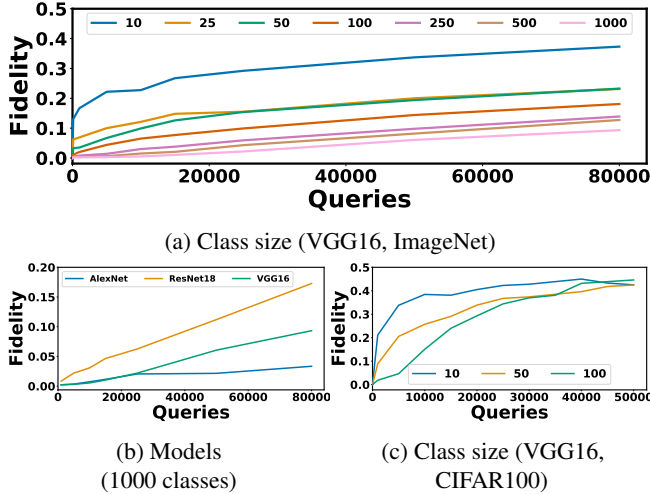 0.5
10 25 50 100 250 500 1000
0.4
0.3
0.2
0.1
0.0
Fidelity
0 20000 40000 60000 80000
Queries
(a) Class size (VGG16, ImageNet)
0.20
AlexNet ResNet18 VGG16
0.15
0.10
0.05
0.00
Fidelity
0 20000 40000 60000 80000
Queries
(b) Models
(1000 classes)
0.5
0.4
0.3
0.2
0.1
0.0
Fidelity
10 50 100
0 10000 20000 30000 40000 50000
Queries
(c) Class size (VGG16,
CIFAR100)